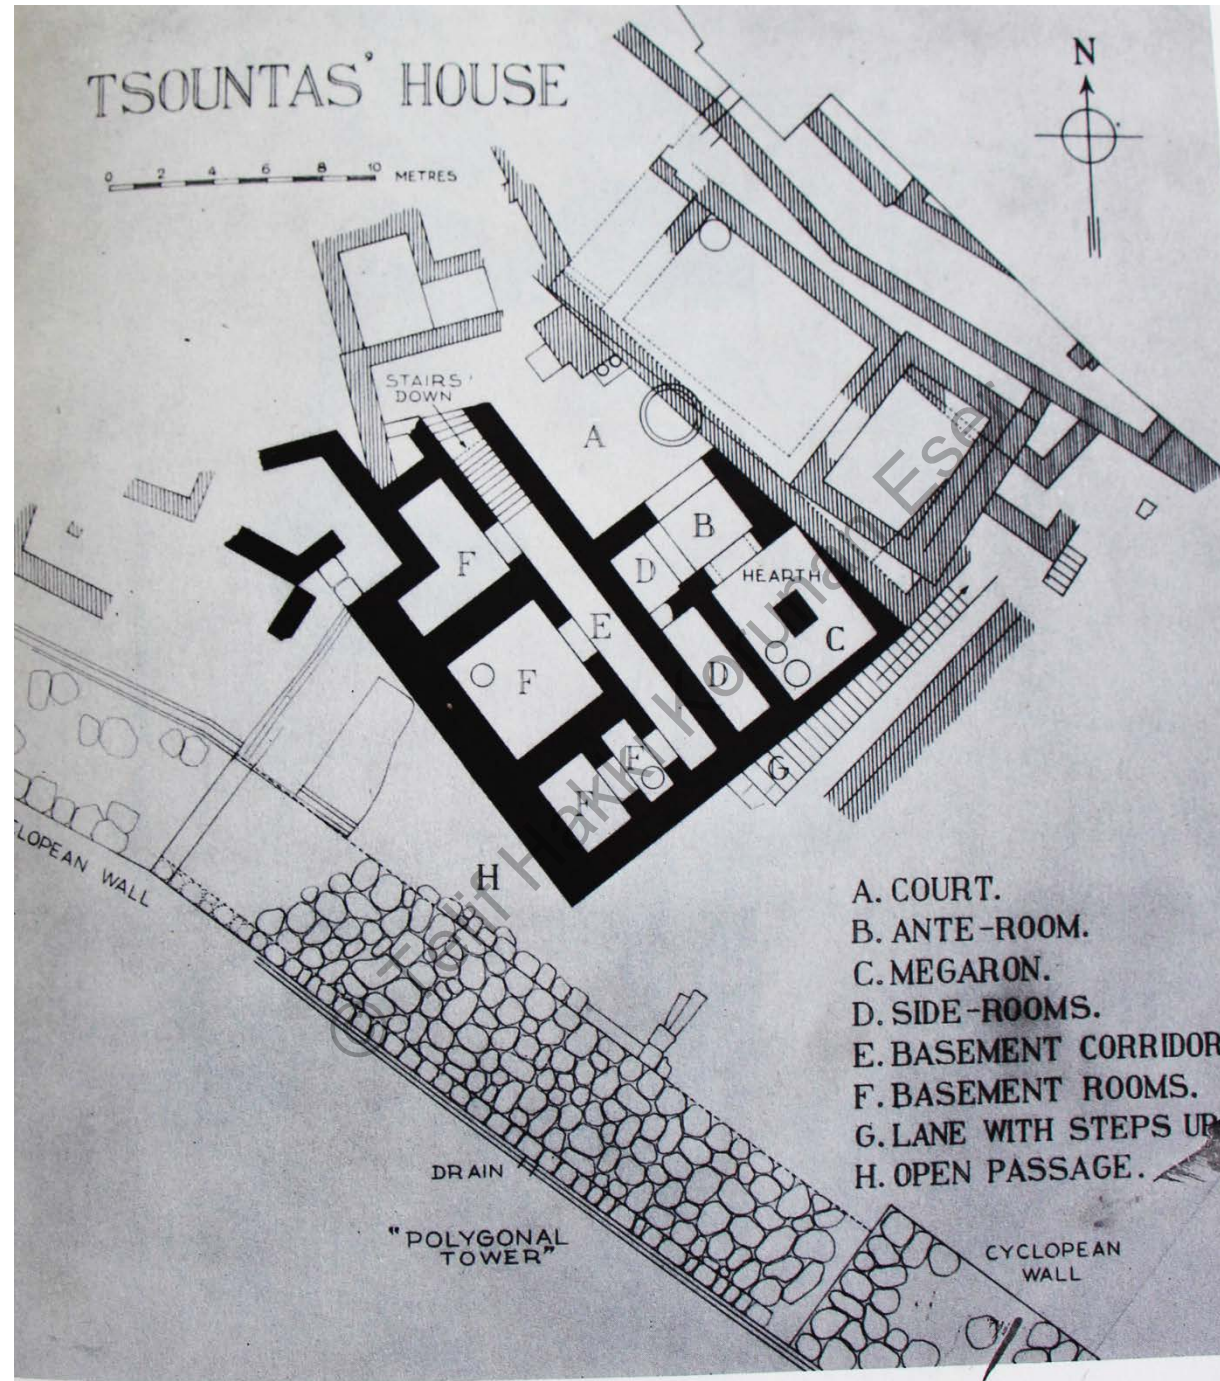 TSOUNTAS' HOUSE
N
0 2 4 6 8 10 METRES
STAIRS
DOWN
A
B
F
D
HEARTH
E
C
F
D
F
G
F
H
CLOPEAN WALL
A. COURT.
B. ANTE-ROOM.
C. MEGARON.
D. SIDE-ROOMS.
E. BASEMENT CORRIDOR
F. BASEMENT ROOMS.
G. LANE WITH STEPS UP
H. OPEN PASSAGE.
DRAIN
"POLYGONAL
TOWER"
CYCLOPEAN
WALL